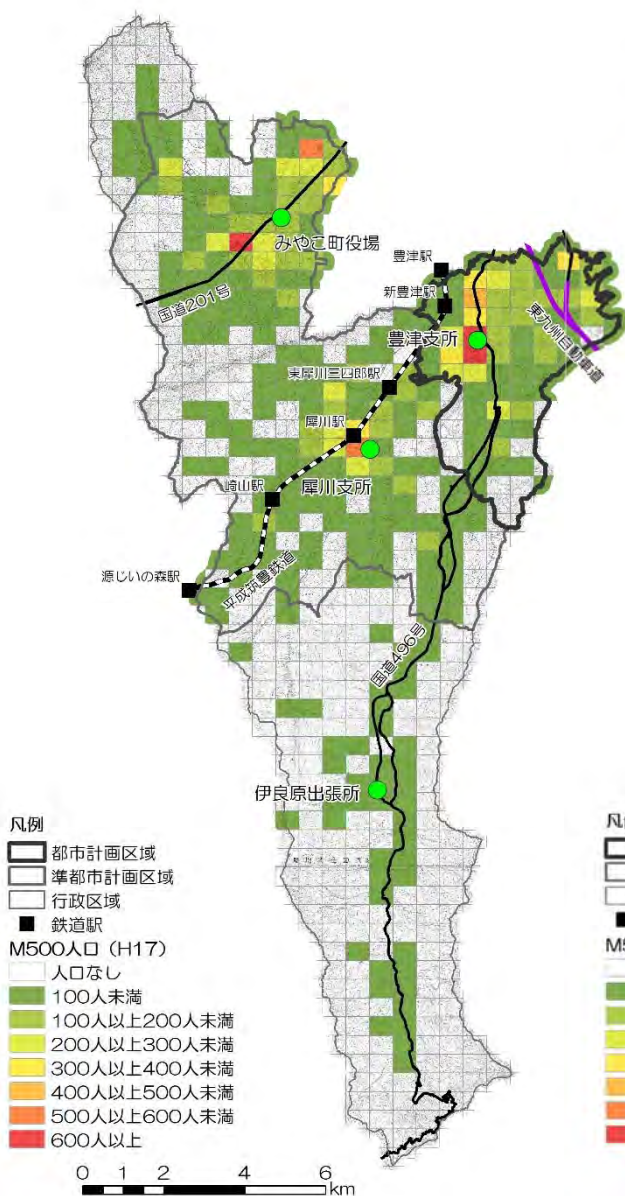 みやこ町役場
国道201号
豊津駅
新豊津駅
豊津支所
東九州自動車道
東犀川三四郎駅
犀川駅
犀川支所
崎山駅
源じいの森駅
平成筑豊鉄道
国道496号
伊良原出張所
凡例
都市計画区域
準都市計画区域
行政区域
鉄道駅
M500人口（H17）
人口なし
100人未満
100人以上200人未満
200人以上300人未満
300人以上400人未満
400人以上500人未満
500人以上600人未満
600人以上
0 1 2 4 6
km
凡
M5